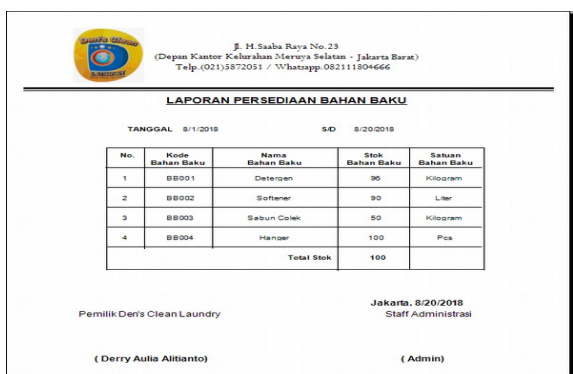 Den's Clean
LAUNDRY
Jl. H.Saaba Raya No.23
(Depan Kantor Kelurahan Meruya Selatan - Jakarta Barat)
Telp.(021)5872051 / Whatsapp.082111804666
LAPORAN PERSEDIAAN BAHAN BAKU
TANGGAL 8/1/2018 S/D 8/20/2018
No. Kode Bahan Baku Nama Bahan Baku Stok Bahan Baku Satuan Bahan Baku
1 BB001 Detergen 96 Kilogram
2 BB002 Softener 90 Liter
3 BB003 Sabun Colek 50 Kilogram
4 BB004 Hanger 100 Pcs
Total Stok 100
Jakarta, 8/20/2018
Pemilik Den's Clean Laundry Staff Administrasi
( Derry Aulia Alitianto) ( Admin)